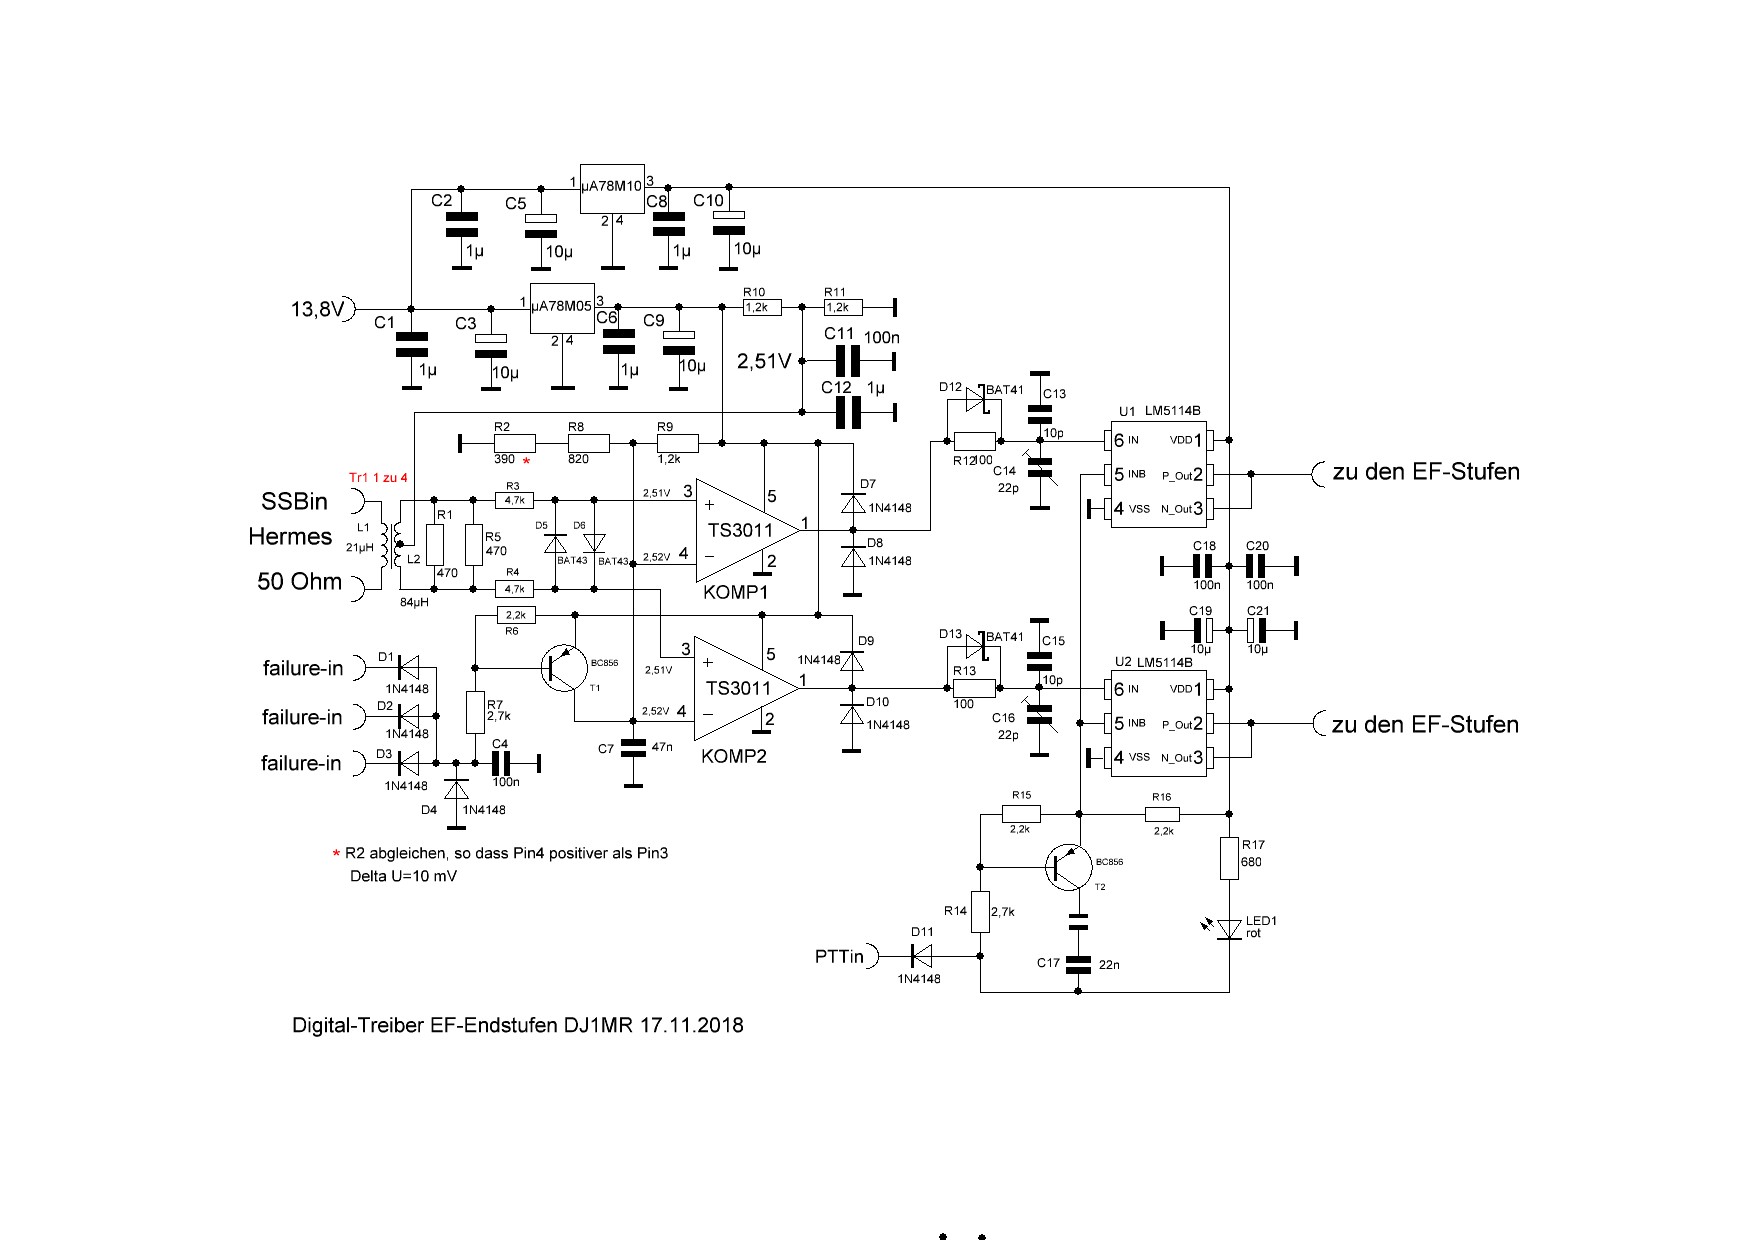 1 µA78M10 3
C2 C5 2 4 C8 C10
1µ 10µ 1µ 10µ
13,8V 1 µA78M05 3 R10 R11
1,2k 1,2k
C1 C3 2 4 C6 C9
1µ 10µ 1µ 10µ
C11 100n
2,51V
C12 1µ
R2 R8 R9
390 * 820 1,2k
D12 BAT41 C13
R12 100 10p
C14
22p
U1 LM5114B
6 IN VDD 1
5 INB P_Out 2
4 VSS N_Out 3
zu den EF-Stufen
Tr1 1 zu 4
SSBin
Hermes
50 Ohm
L1
21µH
L2
84µH
R1
470
R5
470
R3
4,7k
R4
4,7k
D5 D6
BAT43 BAT43
2,51V 3
2,52V 4
+
–
5
TS3011 1
2
KOMP1
D7
1N4148
D8
1N4148
C18 C20
100n 100n
C19 C21
10µ 10µ
2,2k
R6
failure-in D1
1N4148
failure-in D2
1N4148
failure-in D3
1N4148
D4 1N4148
R7
2,7k
C4
100n
BC856
T1
C7 47n
3
2,51V
2,52V 4
+
–
5
TS3011 1
2
KOMP2
D9
1N4148
D10
1N4148
D13 BAT41 C15
R13 10p
100
C16
22p
U2 LM5114B
6 IN VDD 1
5 INB P_Out 2
4 VSS N_Out 3
zu den EF-Stufen
R15 R16
2,2k 2,2k
BC856
T2
R17
680
R14 2,7k
LED1
rot
PTTin D11
1N4148
C17 22n
* R2 abgleichen, so dass Pin4 positiver als Pin3
Delta U=10 mV
Digital-Treiber EF-Endstufen DJ1MR 17.11.2018